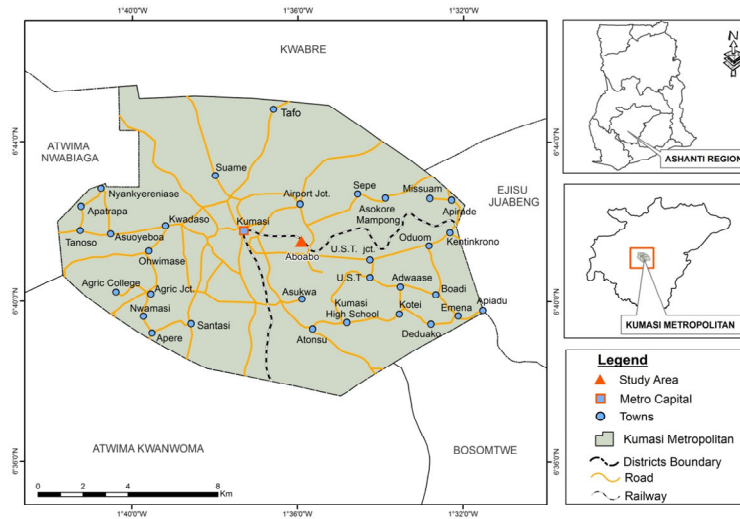 1°40'0"W 1°36'0"W 1°32'0"W
KWABRE
N
Tafo
6°44'0"N
6°44'0"N
ATWIMA
NWABIAGA
ASHANTI REGION
Suame
EJISU
JUABENG
Nyankyereniase
Airport Jct.
Sepe
Missuam
Apatrapa
Asokore
Mampong
Apirade
Kwadaso
Kumasi
Tanoso
Asuoyeboa
Oduom
Kentinkrono
Ohwimase
Aboabo
U.S.T. jct.
U.S.T
Adwaase
Agric College
Agric Jct.
Asukwa
Boadi
6°40'0"N
6°40'0"N
Nwamasi
Kumasi
High School
Kotei
Emena
Apiadu
Santasi
Apere
Atonsu
Deduako
KUMASI METROPOLITAN
Legend
Study Area
Metro Capital
Towns
Kumasi Metropolitan
Districts Boundary
Road
Railway
ATWIMA KWANWOMA
BOSOMTWE
6°36'0"N
6°36'0"N
0 2 4 8
Km
1°40'0"W 1°36'0"W 1°32'0"W